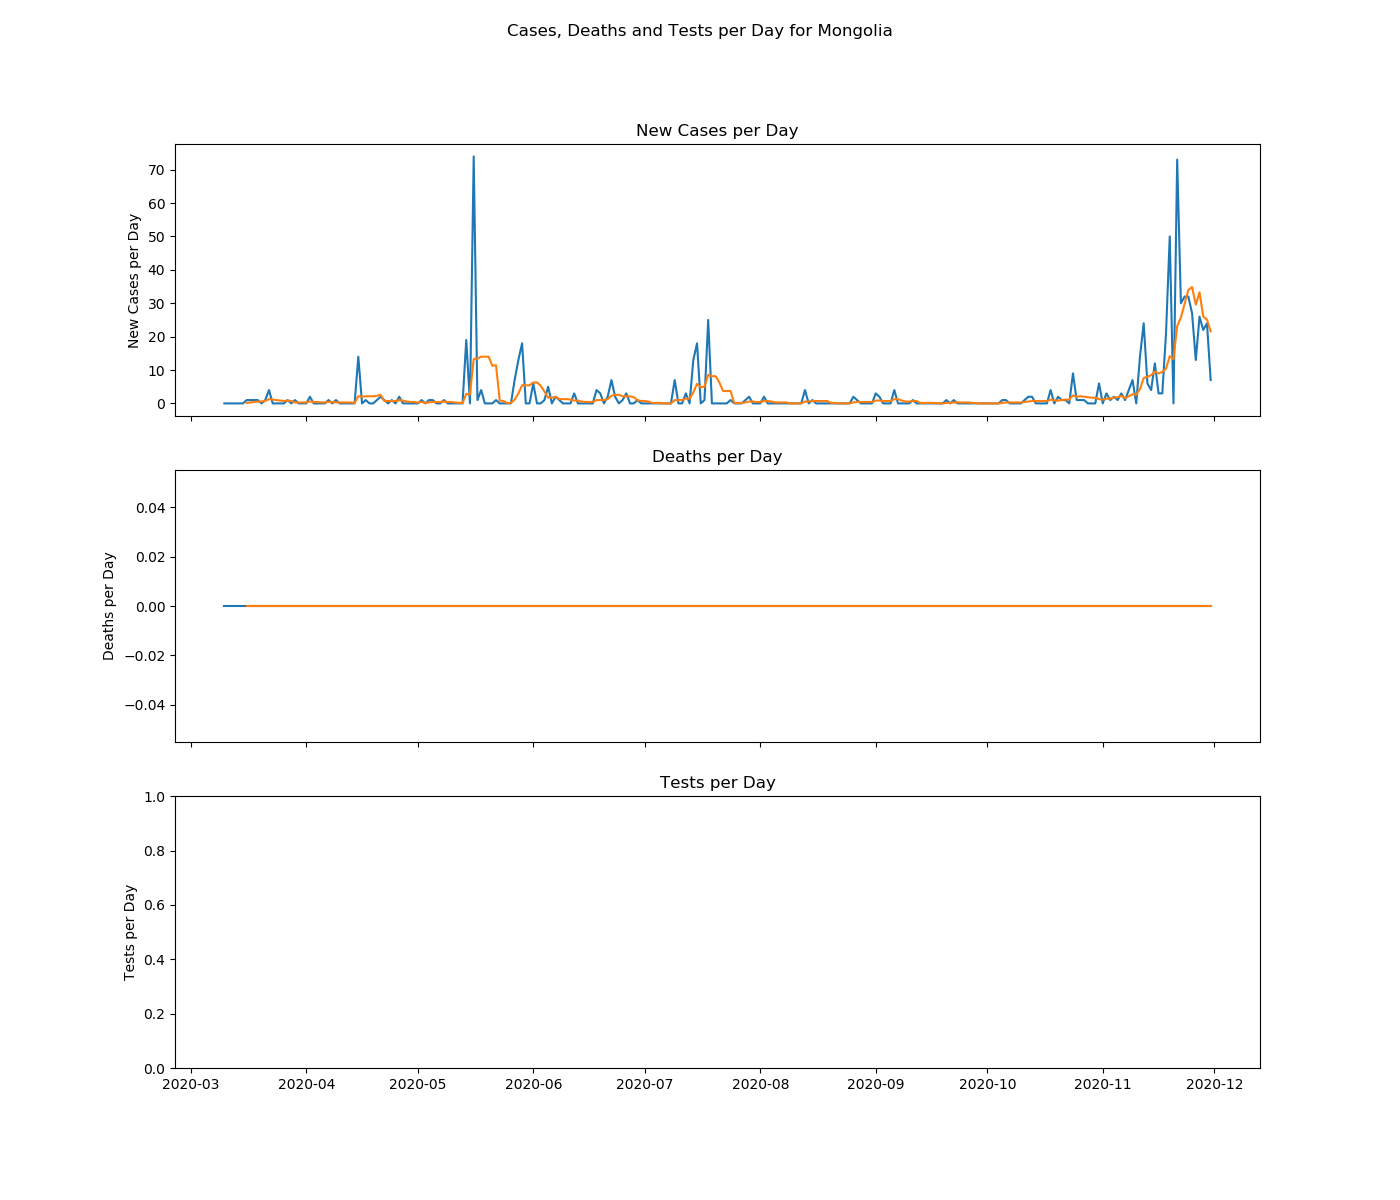 Cases, Deaths and Tests per Day for Mongolia
New Cases per Day
New Cases per Day
70
60
50
40
30
20
10
0
Deaths per Day
Deaths per Day
0.04
0.02
0.00
−0.02
−0.04
Tests per Day
Tests per Day
1.0
0.8
0.6
0.4
0.2
0.0
2020-03 2020-04 2020-05 2020-06 2020-07 2020-08 2020-09 2020-10 2020-11 2020-12